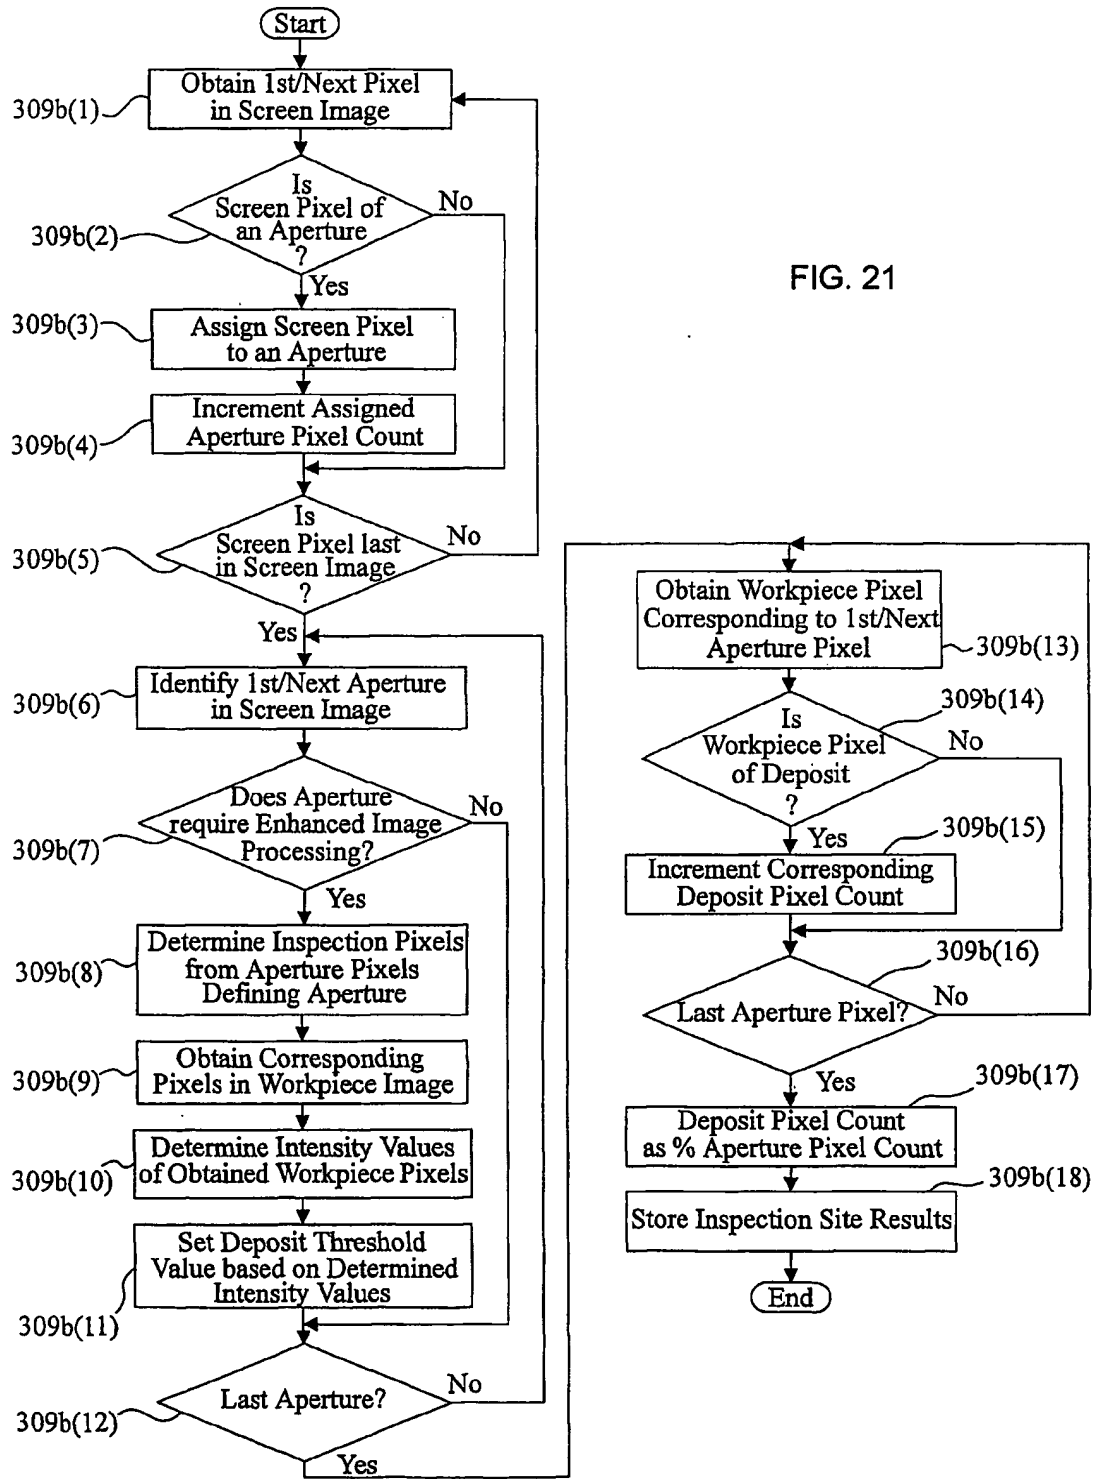 Start
Obtain 1st/Next Pixel
in Screen Image
309b(1)
Is
Screen Pixel of
an Aperture
?
No
309b(2)
Yes
FIG. 21
309b(3)
Assign Screen Pixel
to an Aperture
309b(4)
Increment Assigned
Aperture Pixel Count
Is
Screen Pixel last
in Screen Image
?
No
309b(5)
Yes
309b(6)
Identify 1st/Next Aperture
in Screen Image
Does Aperture
require Enhanced Image
Processing?
No
309b(7)
Yes
309b(8)
Determine Inspection Pixels
from Aperture Pixels
Defining Aperture
309b(9)
Obtain Corresponding
Pixels in Workpiece Image
309b(10)
Determine Intensity Values
of Obtained Workpiece Pixels
Set Deposit Threshold
Value based on Determined
Intensity Values
309b(11)
Last Aperture?
No
309b(12)
Yes
Obtain Workpiece Pixel
Corresponding to 1st/Next
Aperture Pixel
309b(13)
309b(14)
Is
Workpiece Pixel
of Deposit
?
No
Yes
309b(15)
Increment Corresponding
Deposit Pixel Count
309b(16)
Last Aperture Pixel?
No
Yes
309b(17)
Deposit Pixel Count
as % Aperture Pixel Count
309b(18)
Store Inspection Site Results
End